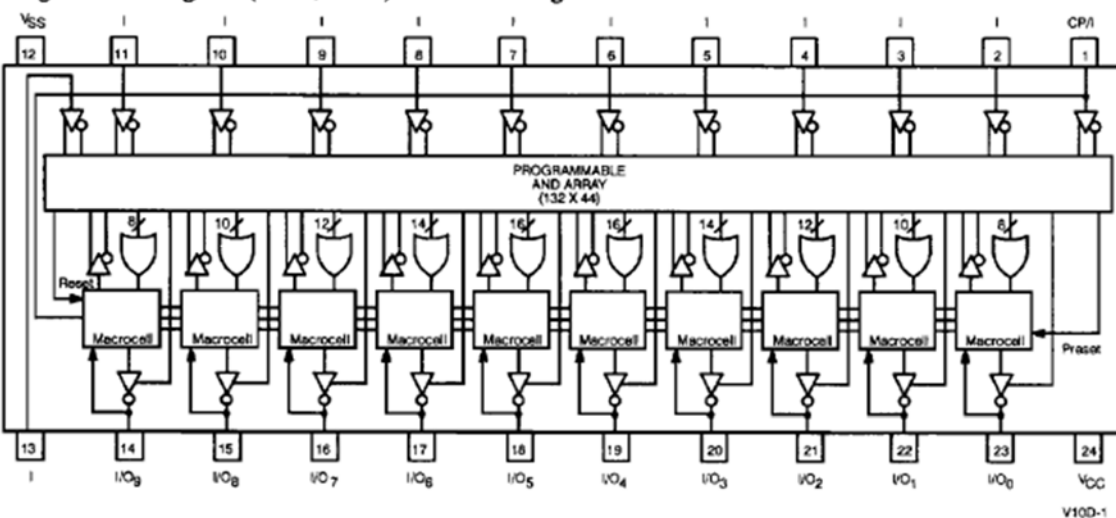 VSS I I I I I I I I I I CP/I
12 11 10 9 8 7 6 5 4 3 2 1
PROGRAMMABLE
AND ARRAY
(132 X 44)
8 10 12 14 16 16 14 12 10 8
Reset
Macrocell Macrocell Macrocell Macrocell Macrocell Macrocell Macrocell Macrocell Macrocell Macrocell
Preset
13 14 15 16 17 18 19 20 21 22 23 24
I I/O9 I/O8 I/O7 I/O6 I/O5 I/O4 I/O3 I/O2 I/O1 I/O0 VCC
V10D-1